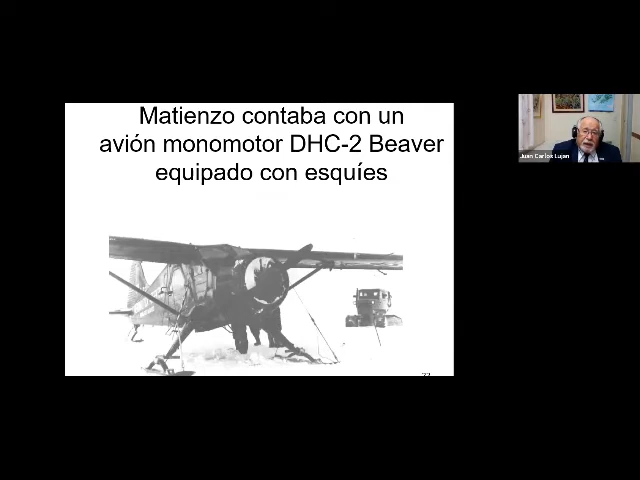 Matienzo contaba con un
avión monomotor DHC-2 Beaver
equipado con esquíes
Juan Carlos Lujan